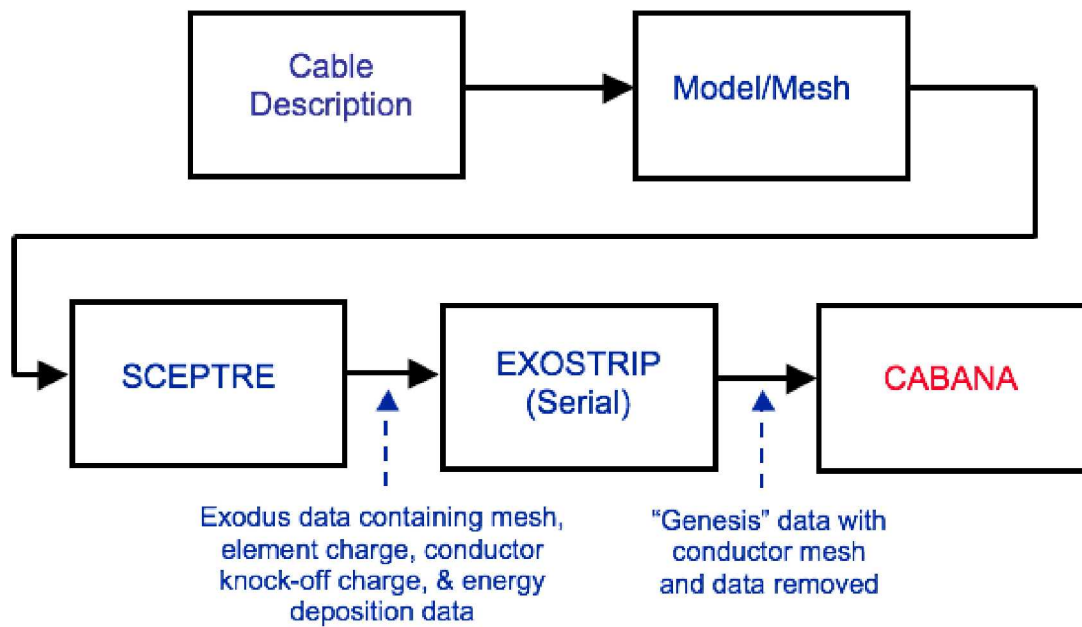 Cable
Description
Model/Mesh
SCEPTRE
EXOSTRIP
(Serial)
CABANA
Exodus data containing mesh,
element charge, conductor
knock-off charge, & energy
deposition data
“Genesis” data with
conductor mesh
and data removed